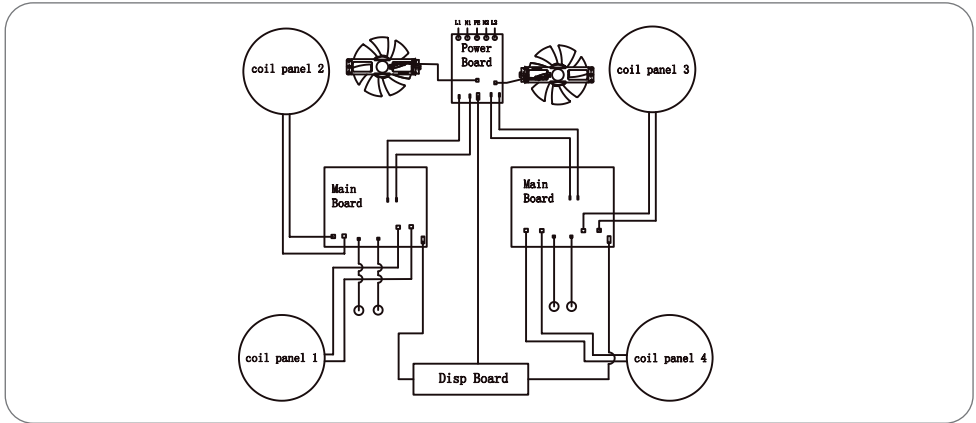 L1 N1 PE N2 L2
Power
Board
coil panel 2
coil panel 3
Main
Board
Main
Board
coil panel 1
coil panel 4
Disp Board